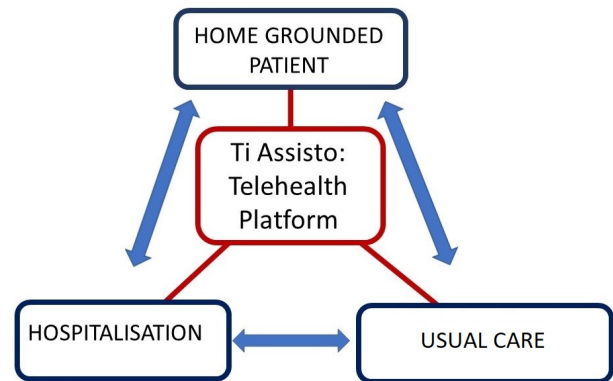 HOME GROUNDED
PATIENT
Ti Assisto:
Telehealth
Platform
HOSPITALISATION
USUAL CARE